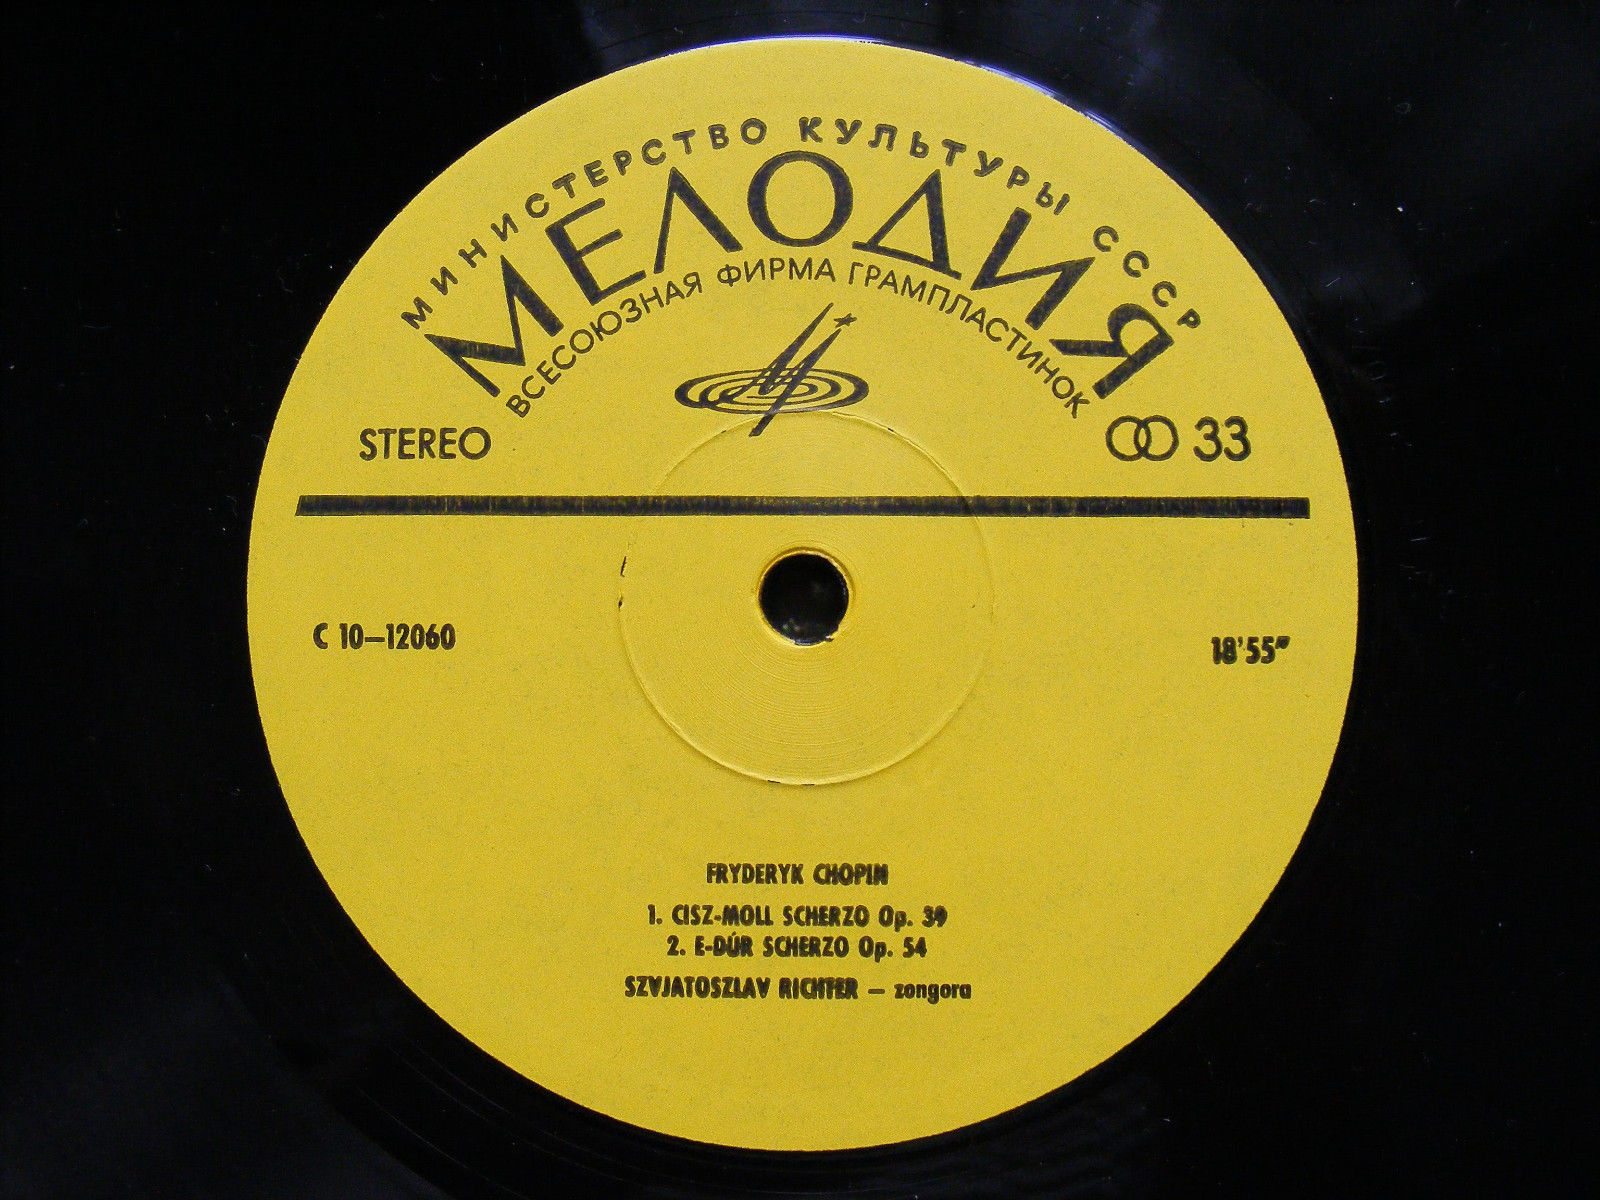 МИНИСТЕРСТВО КУЛЬТУРЫ СССР
МЕЛОДИЯ
ВСЕСОЮЗНАЯ ФИРМА ГРАМПЛАСТИНОК
STEREO
33
С 10—12060
18'55"
FRYDERYK CHOPIN
1. CISZ-MOLL SCHERZO Op. 39
2. E-DÚR SCHERZO Op. 54
SZVJATOSZLAV RICHTER — zongora